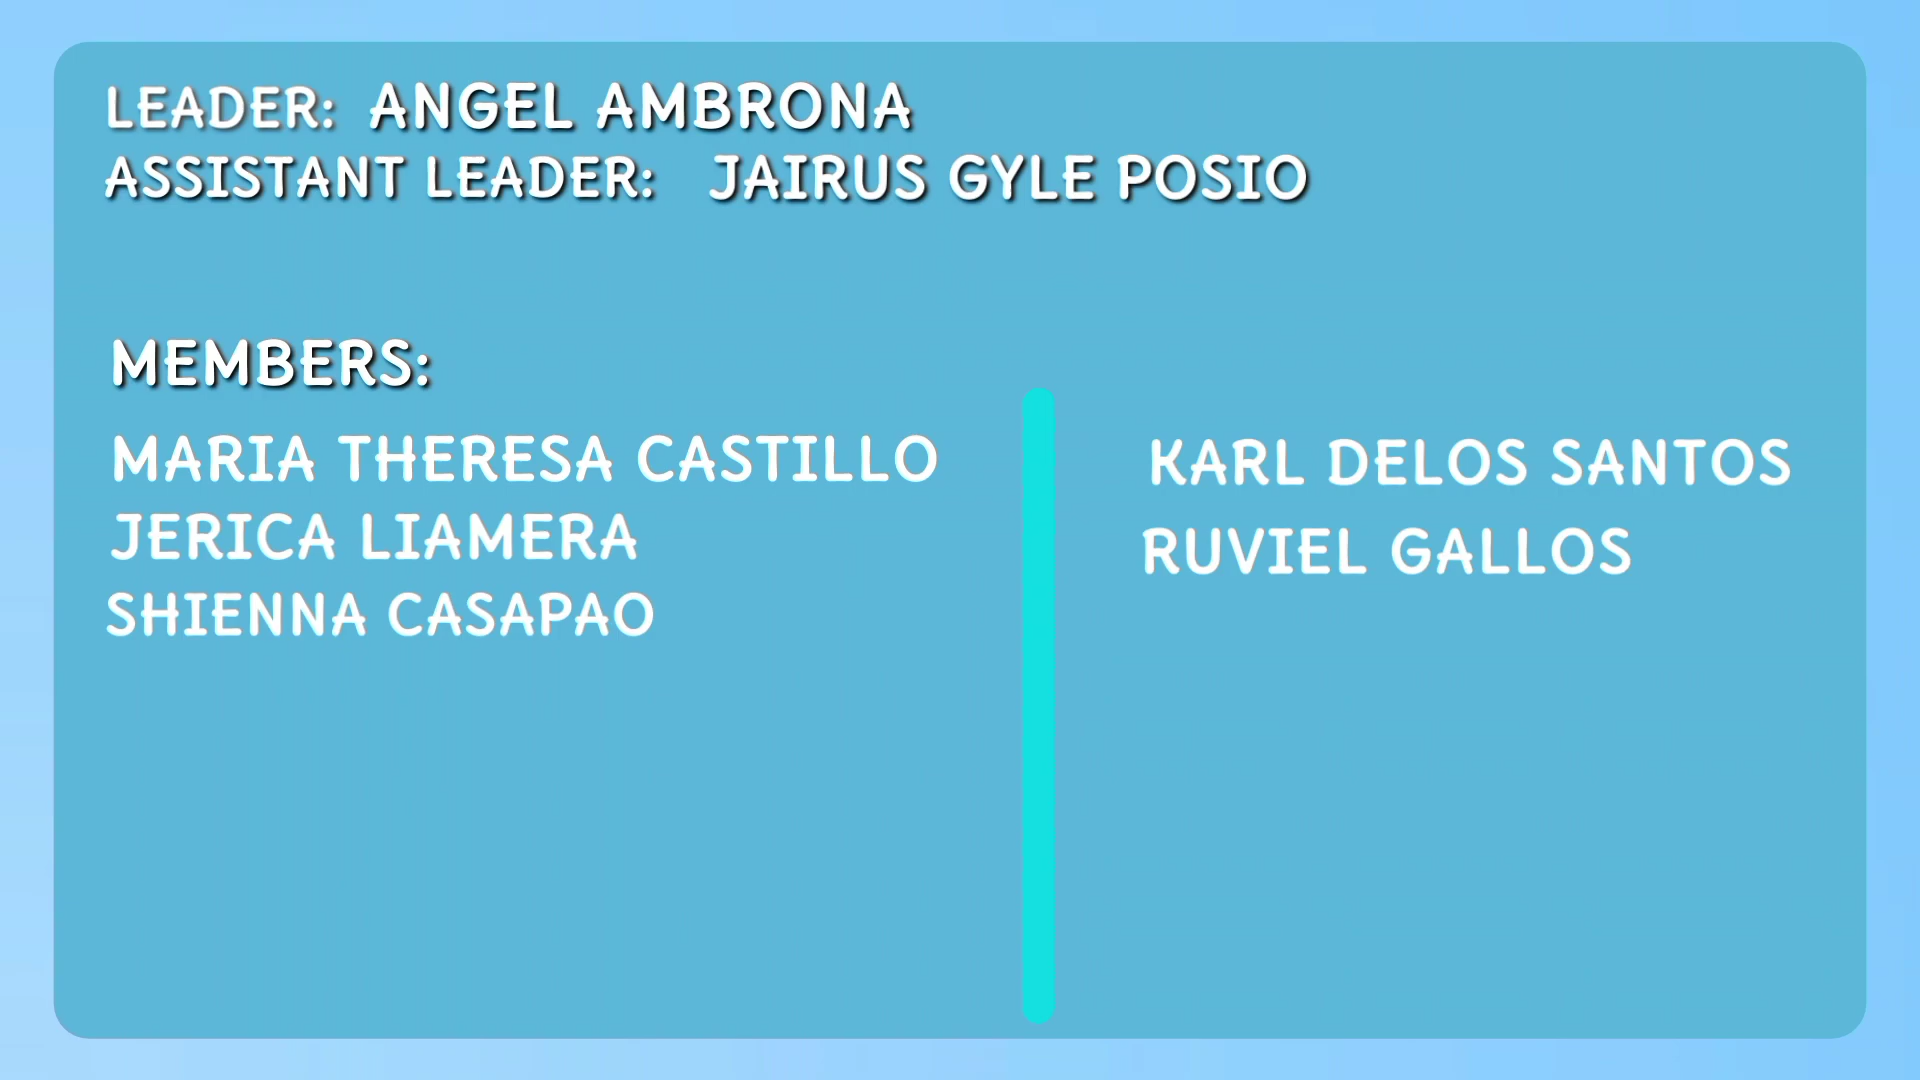 LEADER: ANGEL AMBRONA
ASSISTANT LEADER: JAIRUS GYLE POSIO
MEMBERS:
MARIA THERESA CASTILLO
JERICA LIAMERA
SHIENNA CASAPAO
KARL DELOS SANTOS
RUVIEL GALLOS